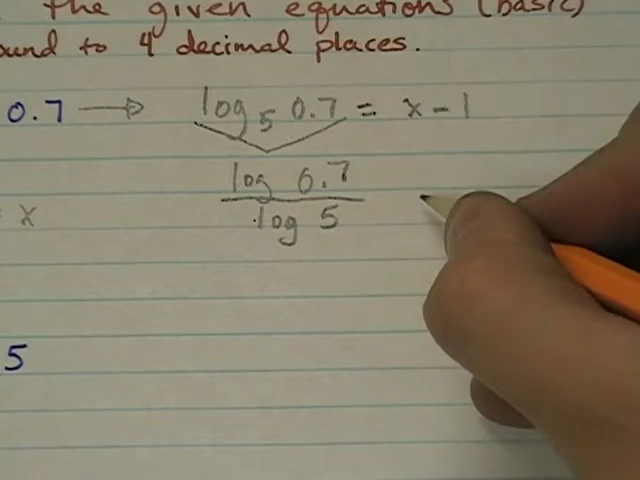 the given equations (basic)
ound to 4 decimal places.
0.7 → log₅ 0.7 = x - 1
log 0.7
= x
log 5
5